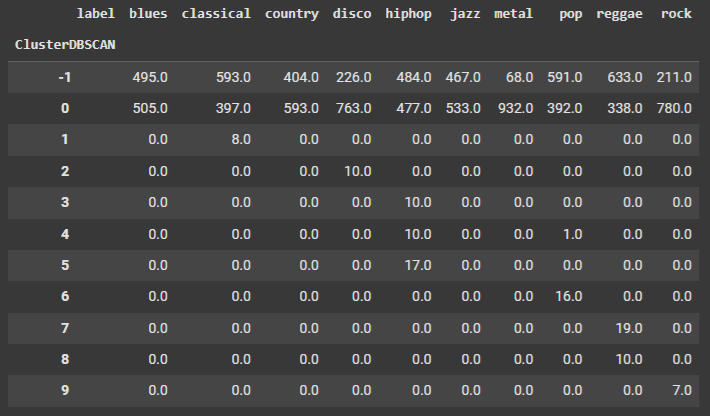 label blues classical country disco hiphop jazz metal pop reggae rock
ClusterDBSCAN
-1 495.0 593.0 404.0 226.0 484.0 467.0 68.0 591.0 633.0 211.0
0 505.0 397.0 593.0 763.0 477.0 533.0 932.0 392.0 338.0 780.0
1 0.0 8.0 0.0 0.0 0.0 0.0 0.0 0.0 0.0 0.0
2 0.0 0.0 0.0 10.0 0.0 0.0 0.0 0.0 0.0 0.0
3 0.0 0.0 0.0 0.0 10.0 0.0 0.0 0.0 0.0 0.0
4 0.0 0.0 0.0 0.0 10.0 0.0 0.0 1.0 0.0 0.0
5 0.0 0.0 0.0 0.0 17.0 0.0 0.0 0.0 0.0 0.0
6 0.0 0.0 0.0 0.0 0.0 0.0 0.0 16.0 0.0 0.0
7 0.0 0.0 0.0 0.0 0.0 0.0 0.0 0.0 19.0 0.0
8 0.0 0.0 0.0 0.0 0.0 0.0 0.0 0.0 10.0 0.0
9 0.0 0.0 0.0 0.0 0.0 0.0 0.0 0.0 0.0 7.0